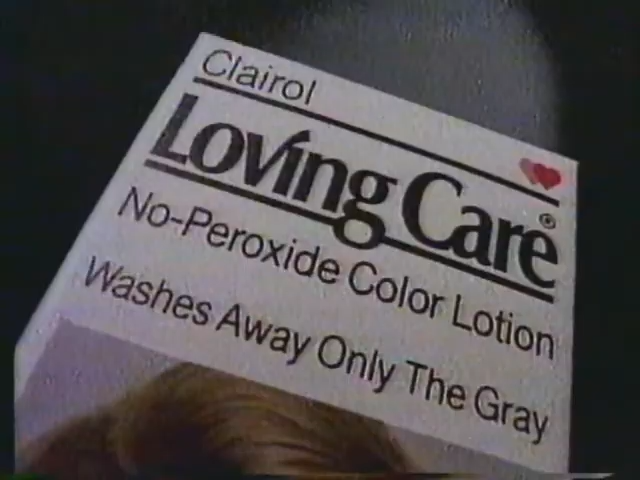 Clairol
Loving Care®
No-Peroxide Color Lotion
Washes Away Only The Gray